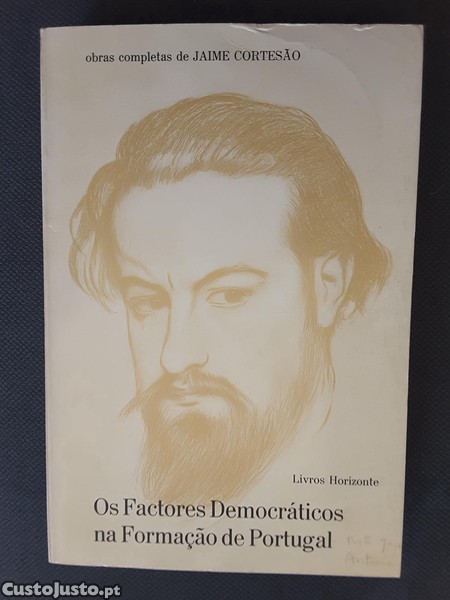 obras completas de JAIME CORTESÃO
Livros Horizonte
Os Factores Democráticos
na Formação de Portugal
CustoJusto.pt